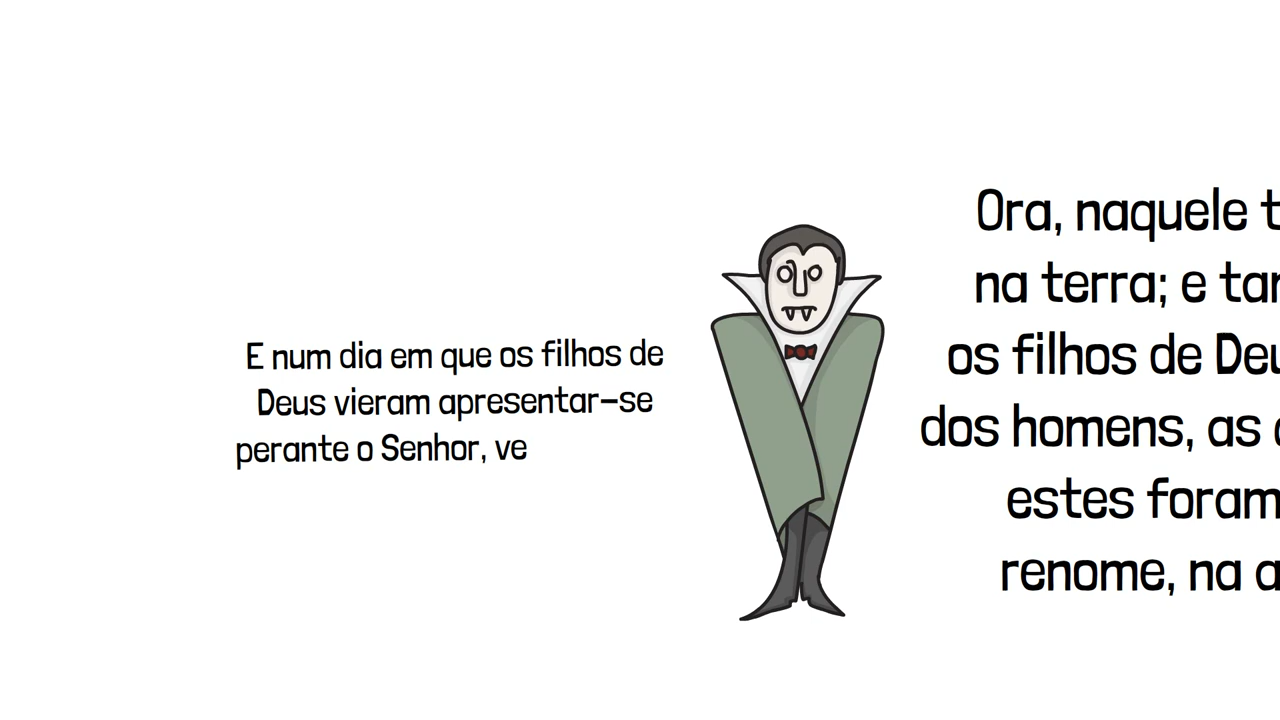 E num dia em que os filhos de
Deus vieram apresentar-se
perante o Senhor, ve
Ora, naquele t
na terra; e
os filhos de
dos homens, as
estes foram
renome, na a